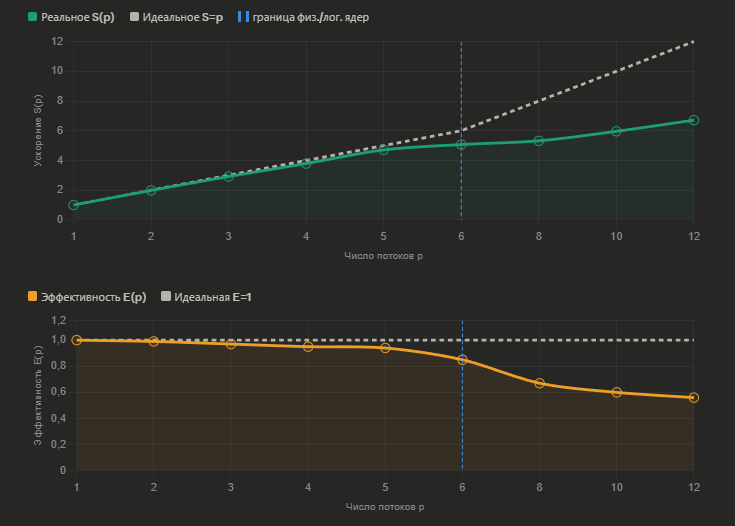 Реальное S(p) Идеальное S=p граница физ./лог. ядер
12
10
8
6
4
2
0
Ускорение S(p)
1 2 3 4 5 6 8 10 12
Число потоков p
Эффективность E(p) Идеальная E=1
1,2
1,0
0,8
0,6
0,4
0,2
0
Эффективность E(p)
1 2 3 4 5 6 8 10 12
Число потоков p